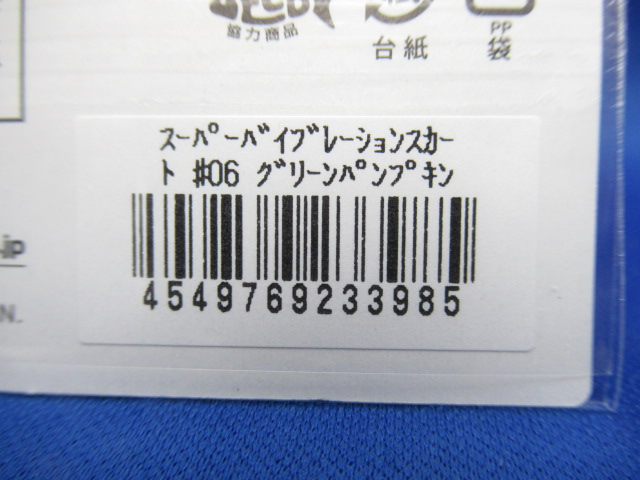 協力商品
台紙
PP
袋
ｽｰﾊﾟｰﾊﾞｲﾌﾞﾚｰｼｮﾝｽｶｰ
ﾄ #06 ｸﾞﾘｰﾝﾊﾟﾝﾌﾟｷﾝ
4549769233985
.jp
N.